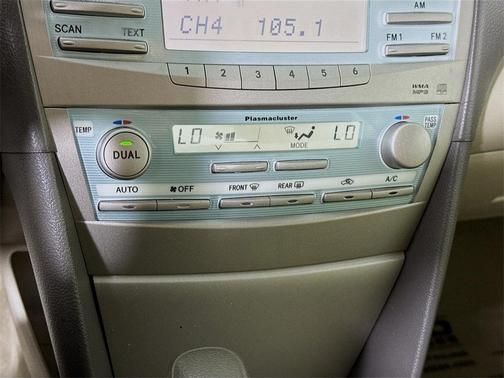 CH4 105.1
SCAN TEXT
AM
FM1 FM2
1 2 3 4 5 6
WMA
MP3
Plasmacluster
TEMP
PASS
TEMP
LO LO
DUAL
MODE
AUTO OFF FRONT REAR A/C